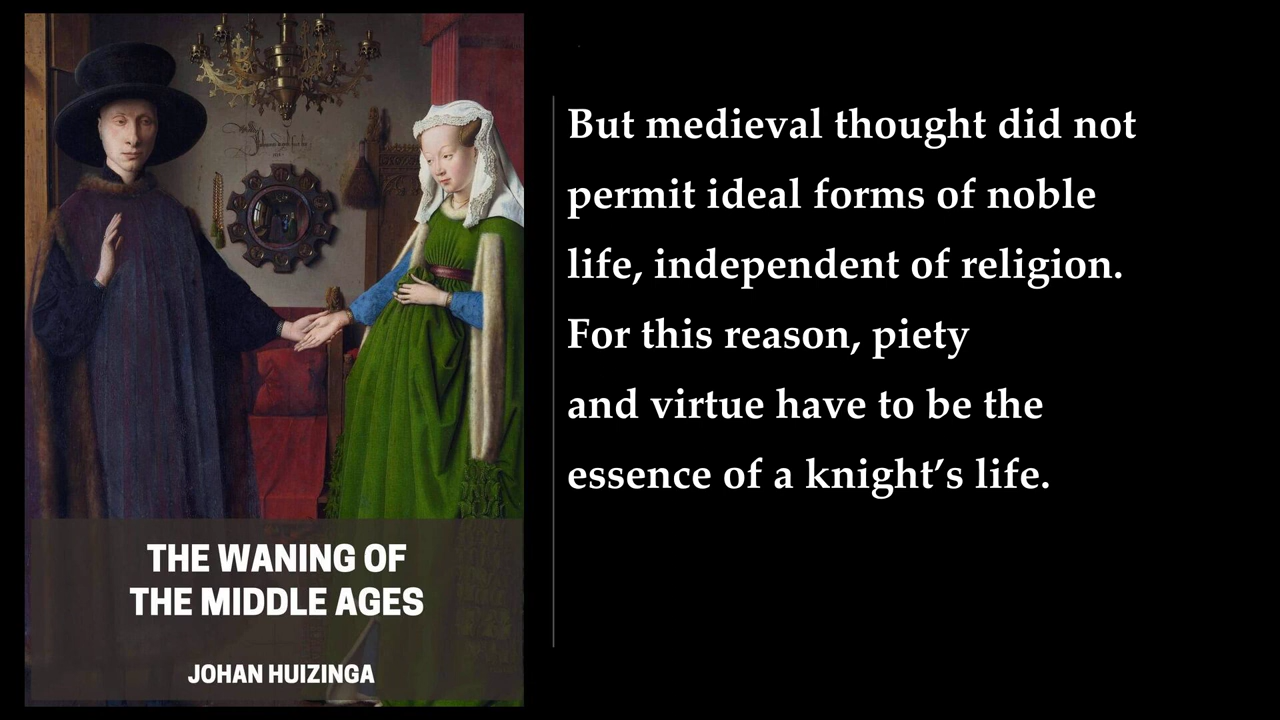 THE WANING OF
THE MIDDLE AGES
JOHAN HUIZINGA
But medieval thought did not
permit ideal forms of noble
life, independent of religion.
For this reason, piety
and virtue have to be the
essence of a knight’s life.